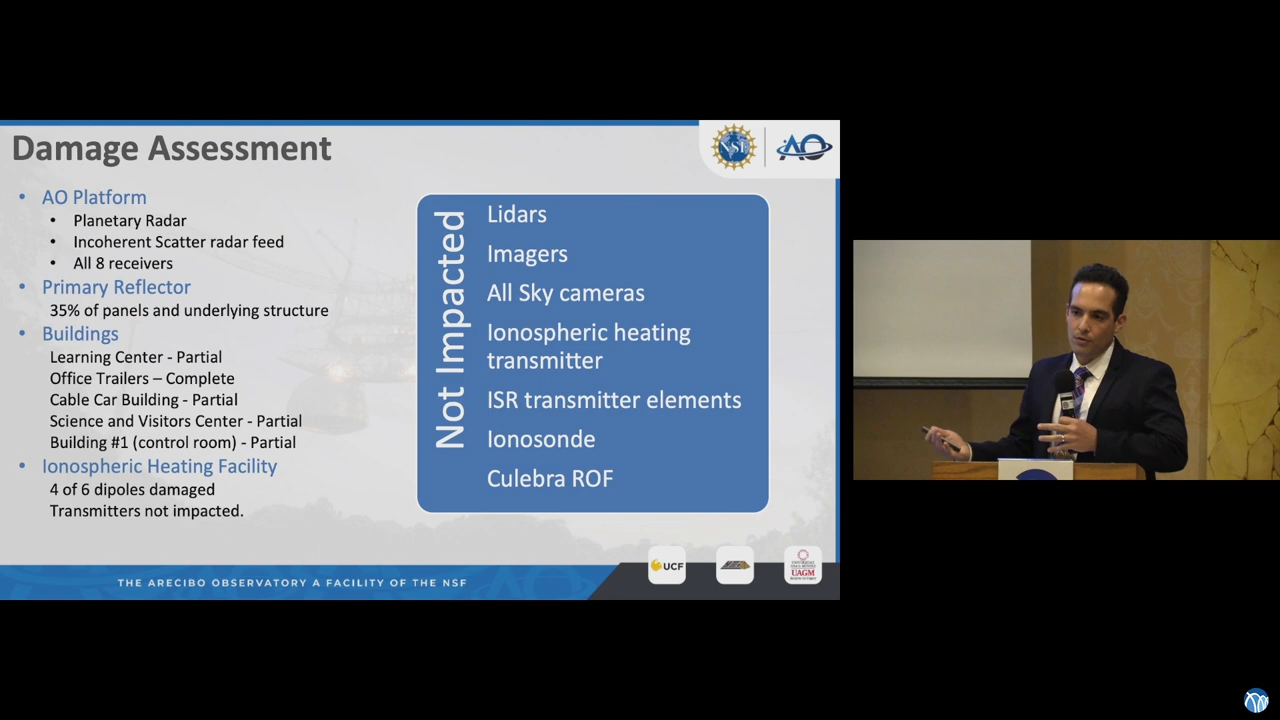 Damage Assessment
NSF
AO
• AO Platform
• Planetary Radar
• Incoherent Scatter radar feed
• All 8 receivers
• Primary Reflector
35% of panels and underlying structure
• Buildings
Learning Center - Partial
Office Trailers – Complete
Cable Car Building - Partial
Science and Visitors Center - Partial
Building #1 (control room) - Partial
• Ionospheric Heating Facility
4 of 6 dipoles damaged
Transmitters not impacted.
Not Impacted
Lidars
Imagers
All Sky cameras
Ionospheric heating
transmitter
ISR transmitter elements
Ionosonde
Culebra ROF
THE ARECIBO OBSERVATORY A FACILITY OF THE NSF
UCF
UAGM